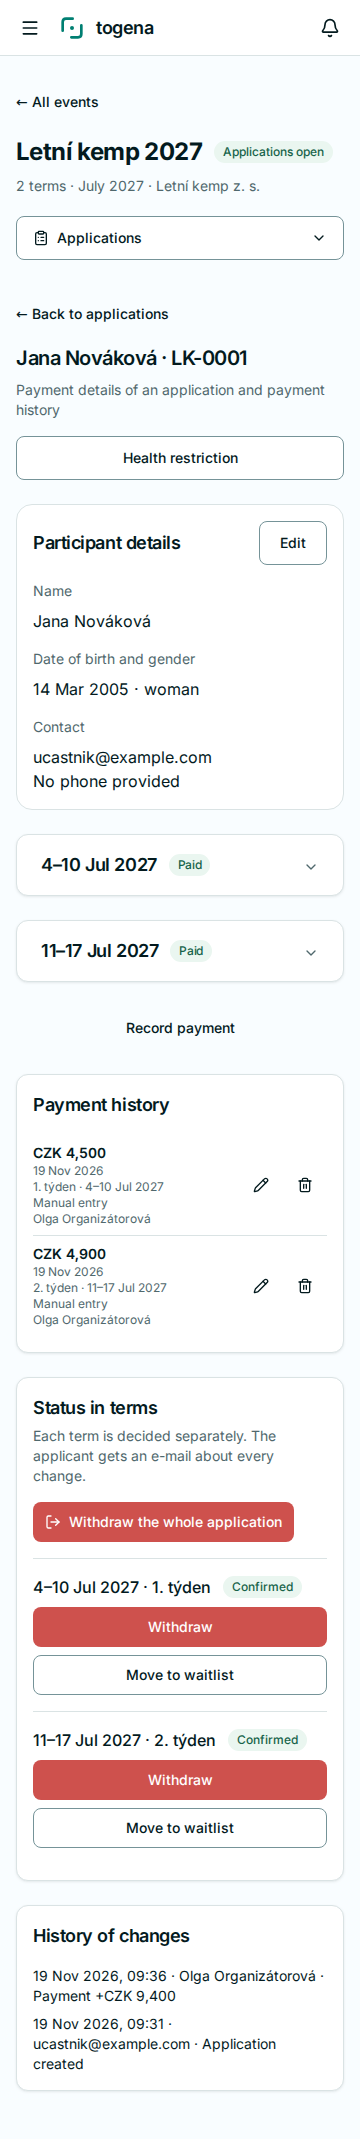 togena
← All events
Letní kemp 2027 Applications open
2 terms · July 2027 · Letní kemp z. s.
Applications
← Back to applications
Jana Nováková · LK-0001
Payment details of an application and payment
history
Health restriction
Participant details Edit
Name
Jana Nováková
Date of birth and gender
14 Mar 2005 · woman
Contact
ucastnik@example.com
No phone provided
4–10 Jul 2027 Paid
11–17 Jul 2027 Paid
Record payment
Payment history
CZK 4,500
19 Nov 2026
1. týden · 4–10 Jul 2027
Manual entry
Olga Organizátorová
CZK 4,900
19 Nov 2026
2. týden · 11–17 Jul 2027
Manual entry
Olga Organizátorová
Status in terms
Each term is decided separately. The
applicant gets an e-mail about every
change.
Withdraw the whole application
4–10 Jul 2027 · 1. týden Confirmed
Withdraw
Move to waitlist
11–17 Jul 2027 · 2. týden Confirmed
Withdraw
Move to waitlist
History of changes
19 Nov 2026, 09:36 · Olga Organizátorová ·
Payment +CZK 9,400
19 Nov 2026, 09:31 ·
ucastnik@example.com · Application
created